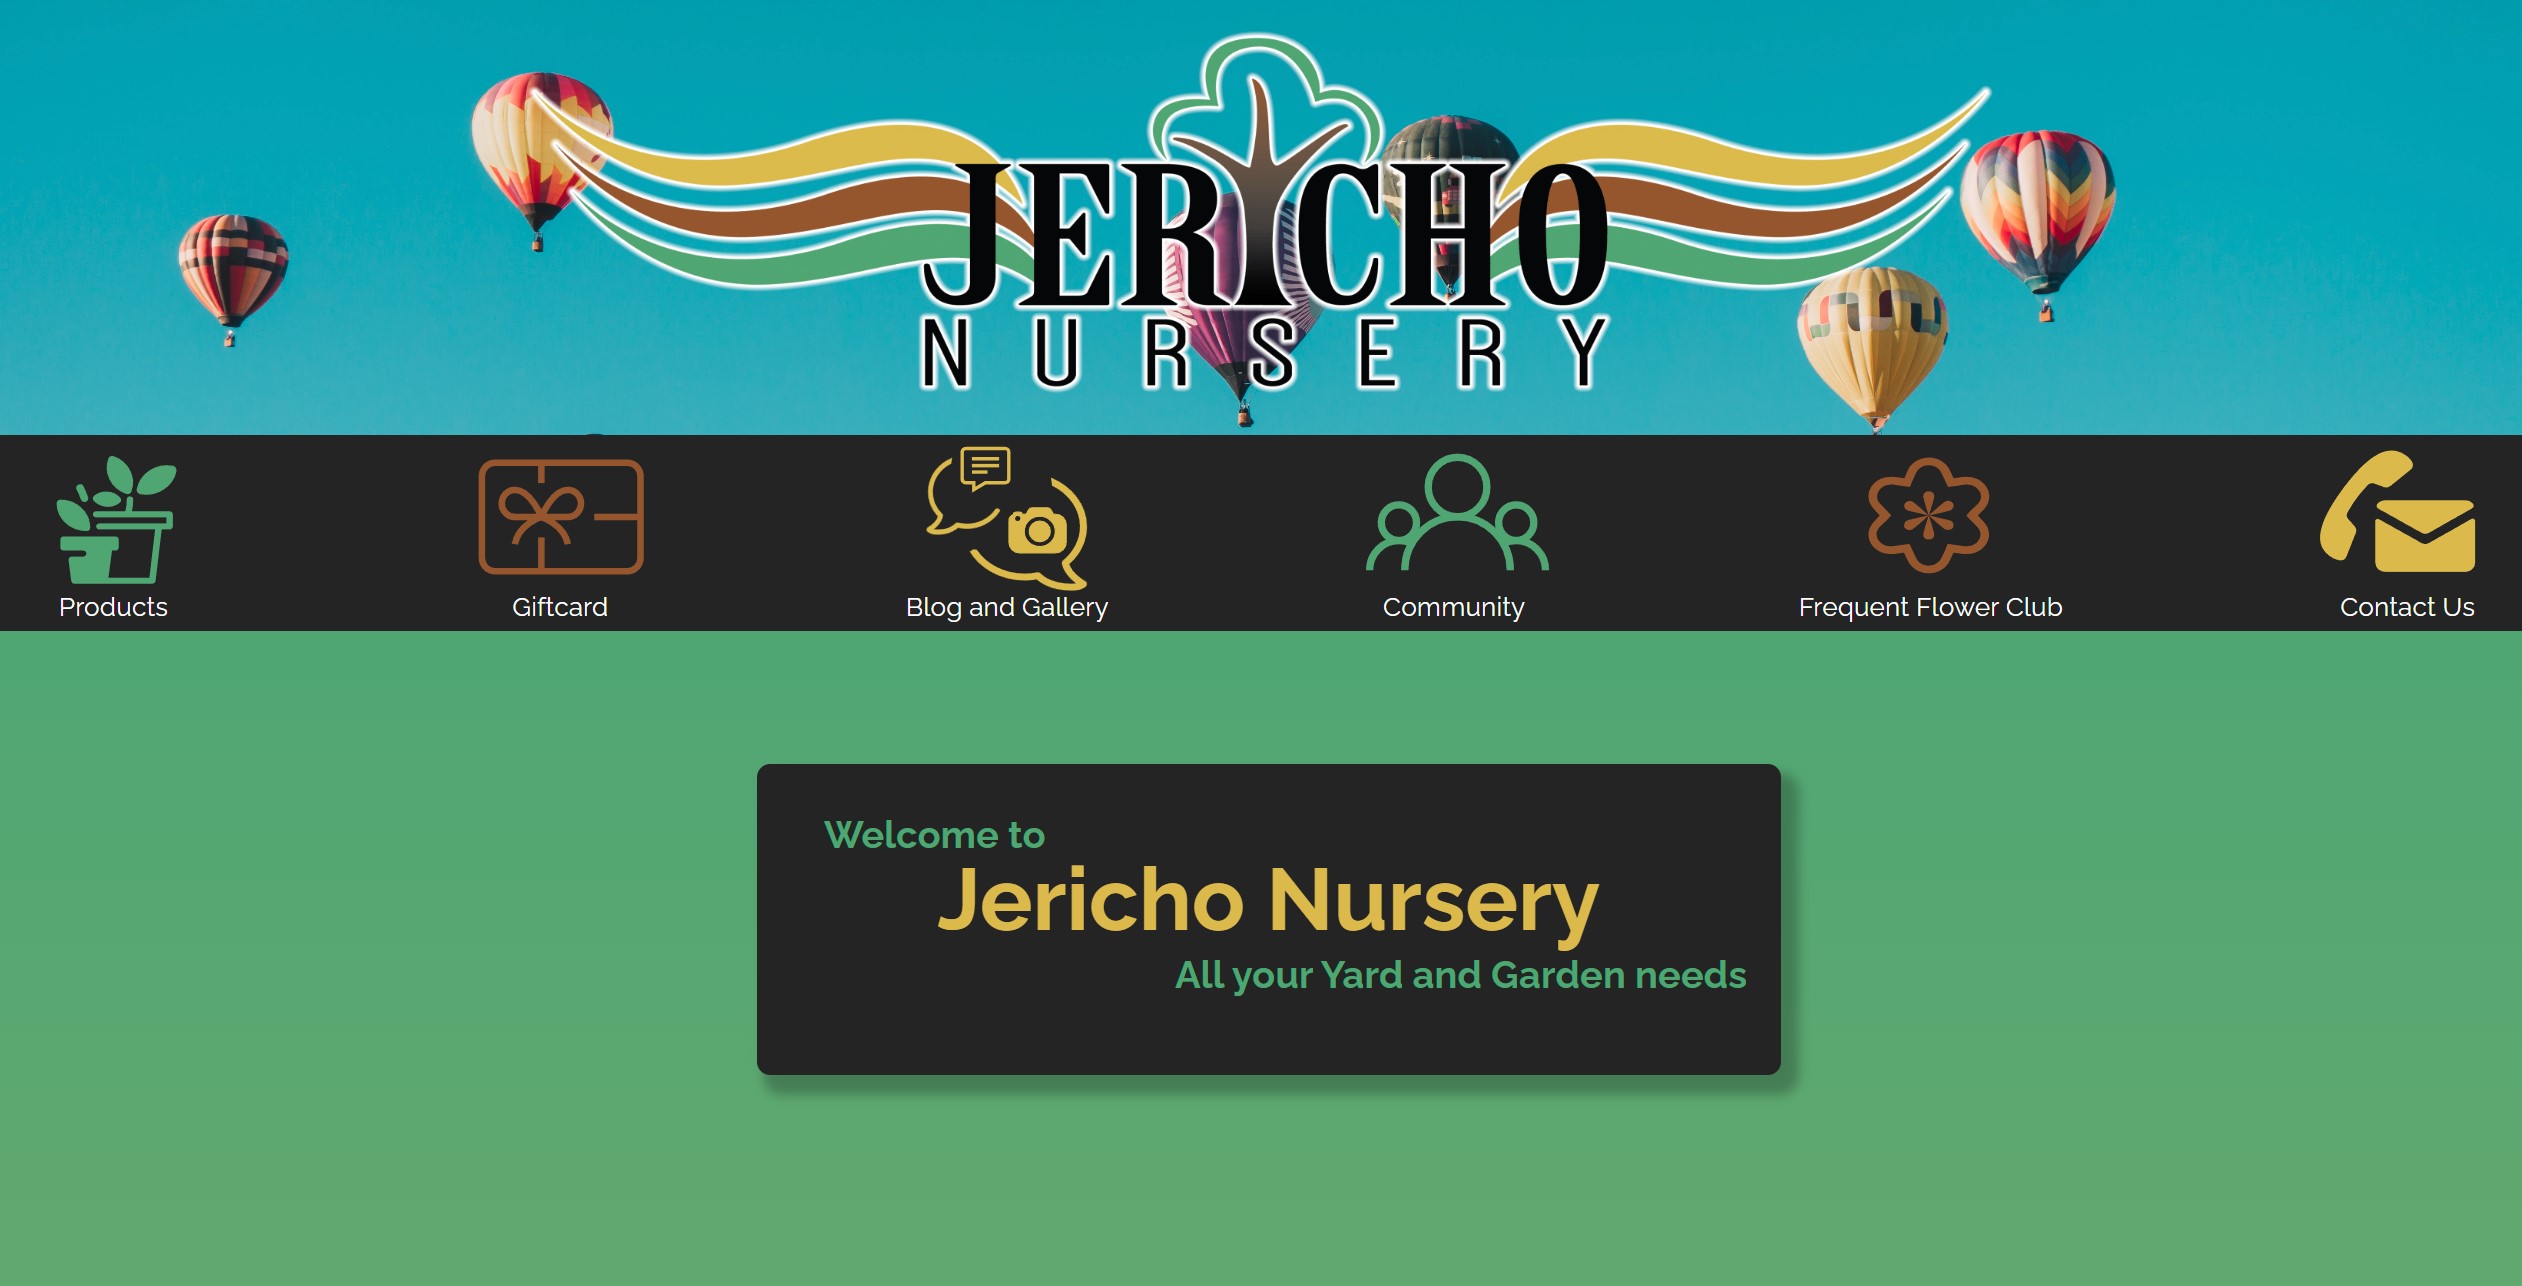 JERICHO
NURSERY
Products
Giftcard
Blog and Gallery
Community
Frequent Flower Club
Contact Us
Welcome to
Jericho Nursery
All your Yard and Garden needs